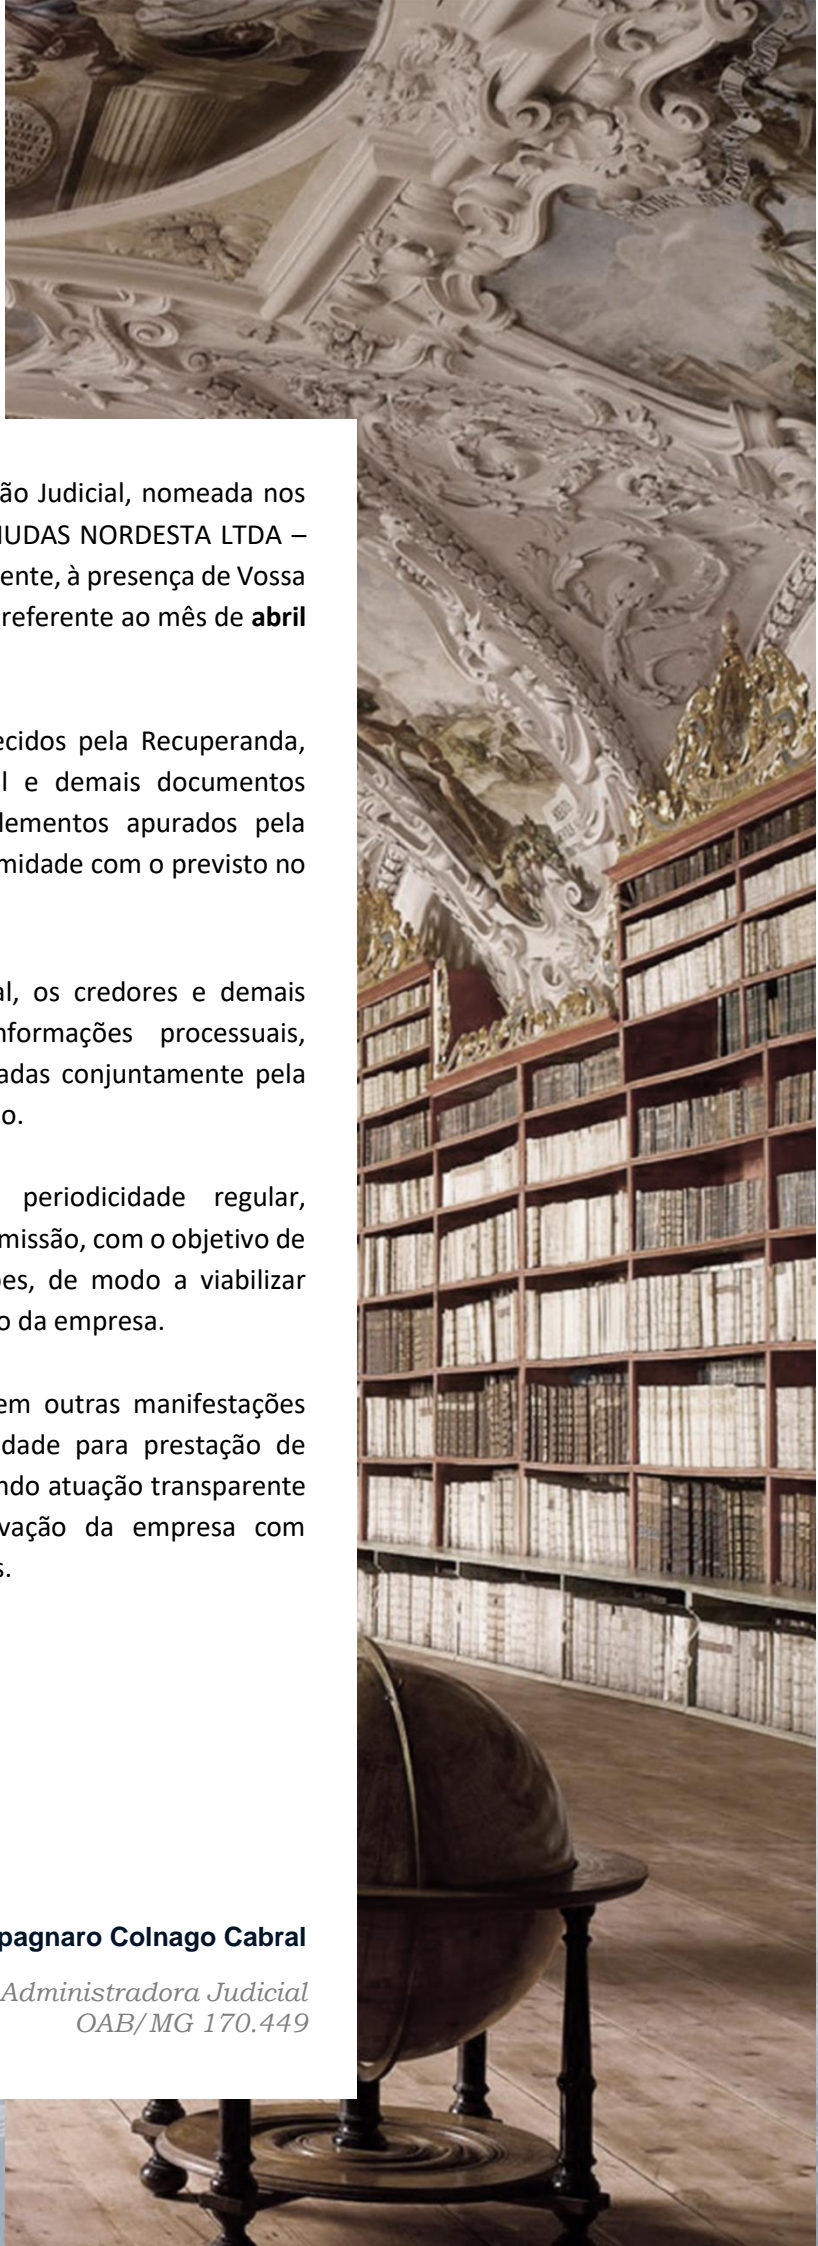 ão Judicial, nomeada nos
UDAS NORDESTA LTDA –
ente, à presença de Vossa
referente ao mês de abril
ecidos pela Recuperanda,
l e demais documentos
lementos apurados pela
midade com o previsto no
al, os credores e demais
nformações processuais,
adas conjuntamente pela
o.
periodicidade regular,
missão, com o objetivo de
es, de modo a viabilizar
o da empresa.
em outras manifestações
dade para prestação de
ndo atuação transparente
vação da empresa com
s.
pagnaro Colnago Cabral
Administradora Judicial
OAB/MG 170.449